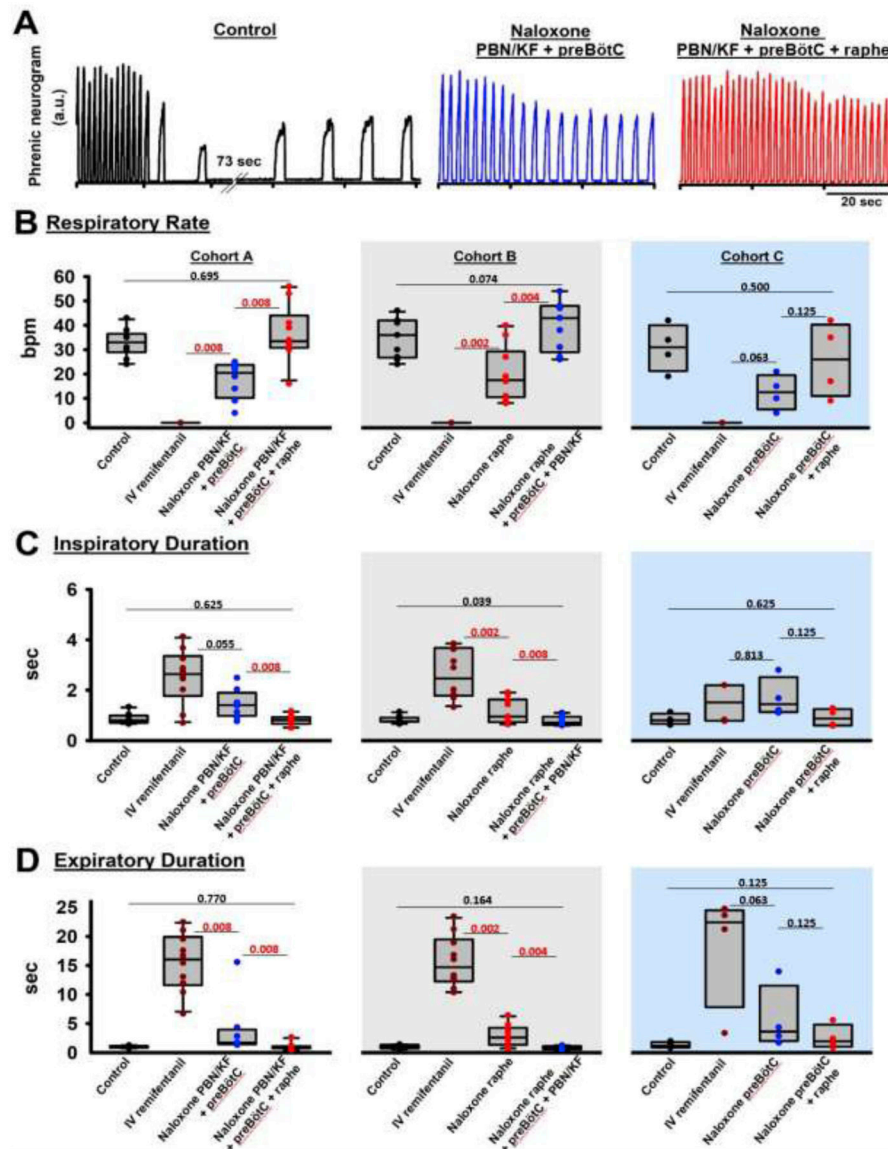 A
Control
Naloxone
PBN/KF + preBötC
Naloxone
PBN/KF + preBötC + raphe
Phrenic neurogram
(a.u.)
73 sec
20 sec
B Respiratory Rate
Cohort A
Cohort B
Cohort C
bpm
60
50
40
30
20
10
0
0.695
0.008
0.008
0.074
0.002
0.004
0.500
0.063
0.125
Control
IV remifentanil
Naloxone PBN/KF
+ preBötC
Naloxone PBN/KF
+ preBötC + raphe
Control
IV remifentanil
Naloxone raphe
Naloxone raphe
+ preBötC + PBN/KF
Control
IV remifentanil
Naloxone preBötC
Naloxone preBötC
+ raphe
C Inspiratory Duration
sec
6
4
2
0
0.625
0.055
0.008
0.039
0.002
0.008
0.625
0.813
0.125
Control
IV remifentanil
Naloxone PBN/KF
+ preBötC
Naloxone PBN/KF
+ preBötC + raphe
Control
IV remifentanil
Naloxone raphe
Naloxone raphe
+ preBötC + PBN/KF
Control
IV remifentanil
Naloxone preBötC
Naloxone preBötC
+ raphe
D Expiratory Duration
sec
25
20
15
10
5
0
0.770
0.008
0.008
0.164
0.002
0.004
0.125
0.063
0.125
Control
IV remifentanil
Naloxone PBN/KF
+ preBötC
Naloxone PBN/KF
+ preBötC + raphe
Control
IV remifentanil
Naloxone raphe
Naloxone raphe
+ preBötC + PBN/KF
Control
IV remifentanil
Naloxone preBötC
Naloxone preBötC
+ raphe